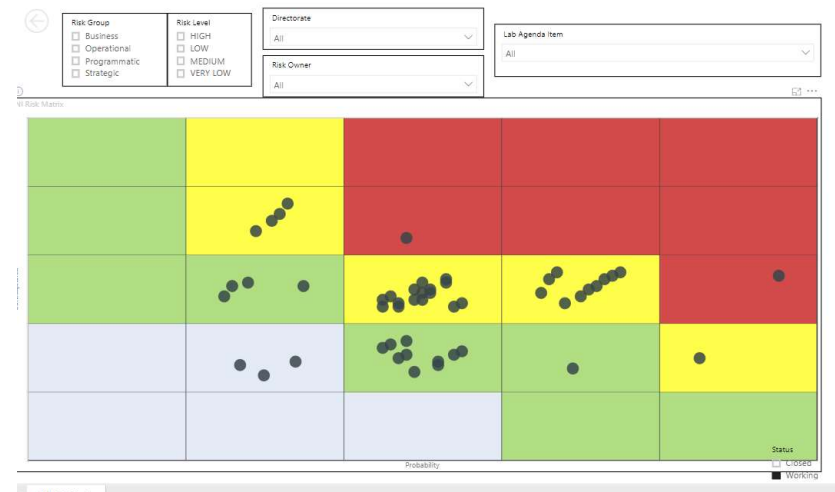 Risk Group
Business
Operational
Programmatic
Strategic
Risk Level
HIGH
LOW
MEDIUM
VERY LOW
Directorate
All
Risk Owner
All
Lab Agenda Item
All
Risk Matrix
Probability
Status
Closed
Working